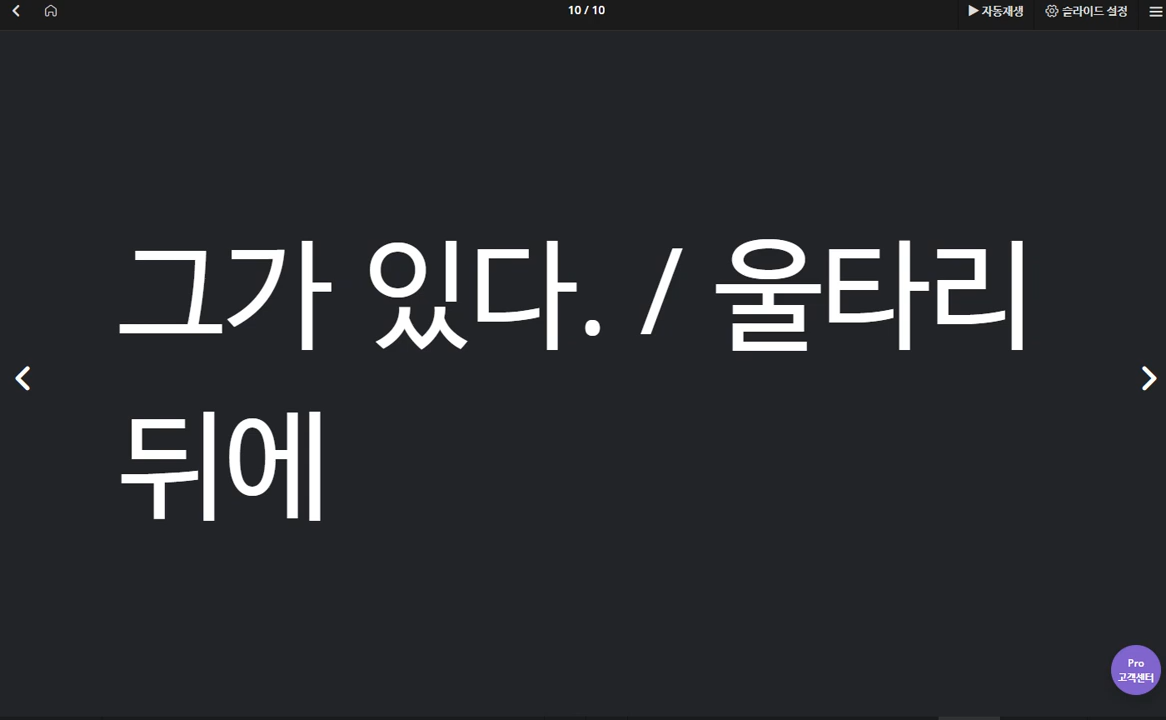 10 / 10
▶ 자동재생
슬라이드 설정
그가 있다. / 울타리
뒤에
Pro
고객센터